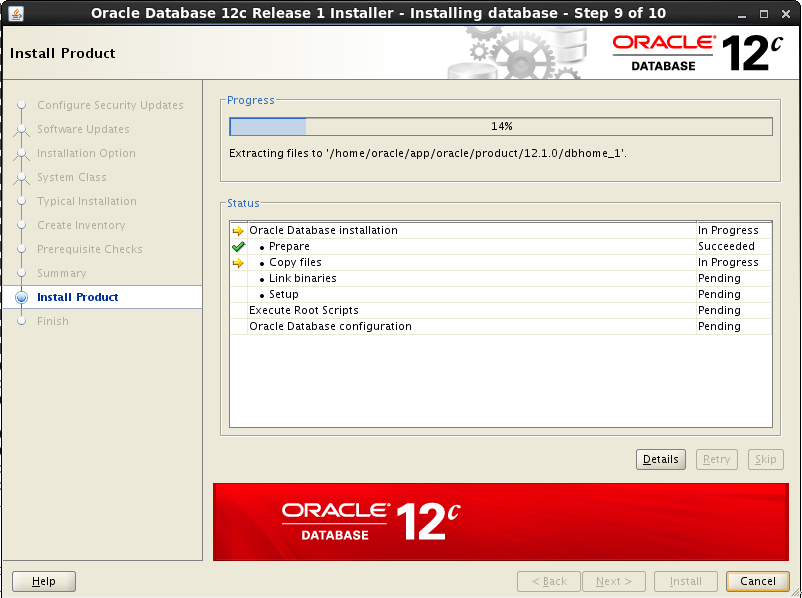 Oracle Database 12c Release 1 Installer - Installing database - Step 9 of 10
Install Product
ORACLE
DATABASE
12c
Configure Security Updates
Software Updates
Installation Option
System Class
Typical Installation
Create Inventory
Prerequisite Checks
Summary
Install Product
Finish
Progress
14%
Extracting files to '/home/oracle/app/oracle/product/12.1.0/dbhome_1'.
Status
Oracle Database installation In Progress
• Prepare Succeeded
• Copy files In Progress
• Link binaries Pending
• Setup Pending
Execute Root Scripts Pending
Oracle Database configuration Pending
Details Retry Skip
ORACLE
DATABASE
12c
Help < Back Next > Install Cancel